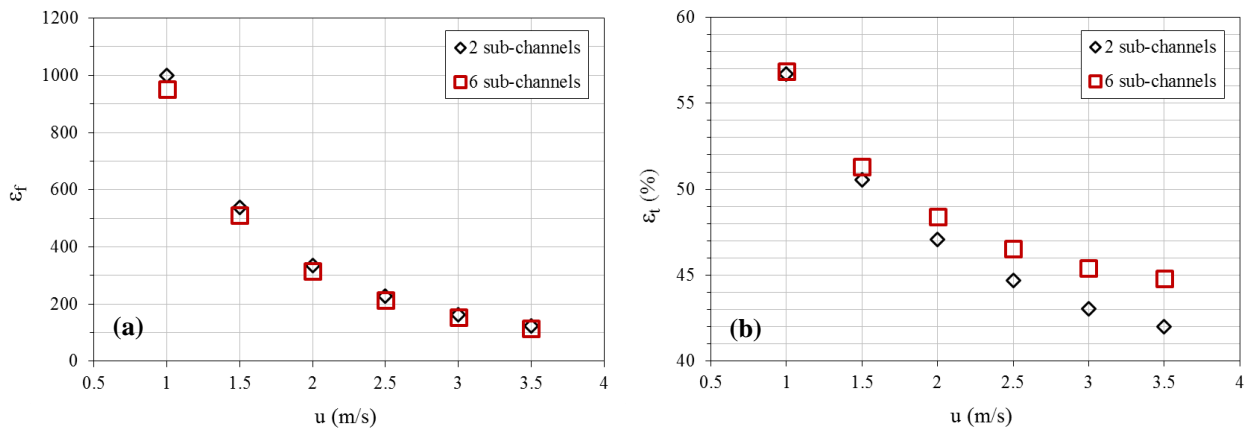 1200
1000
800
600
400
200
0
0.5 1 1.5 2 2.5 3 3.5 4
ε_f
u (m/s)
2 sub-channels
6 sub-channels
(a)
60
55
50
45
40
0.5 1 1.5 2 2.5 3 3.5 4
ε_t (%)
u (m/s)
2 sub-channels
6 sub-channels
(b)